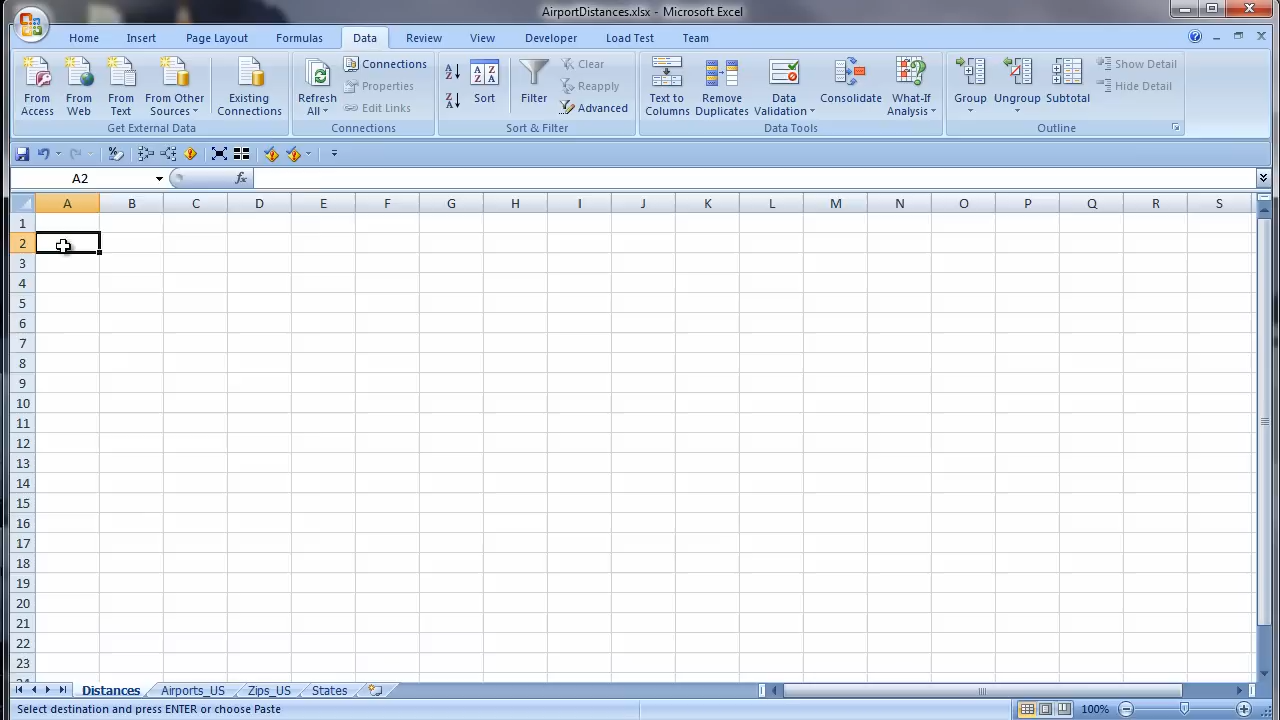 AirportDistances.xlsx - Microsoft Excel
Home Insert Page Layout Formulas Data Review View Developer Load Test Team
From Access
From Web
From Text
From Other Sources
Existing Connections
Get External Data
Refresh All
Connections
Properties
Edit Links
Connections
Sort
Filter
Clear
Reapply
Advanced
Sort & Filter
Text to Columns
Remove Duplicates
Data Validation
Consolidate
What-If Analysis
Data Tools
Group
Ungroup
Subtotal
Show Detail
Hide Detail
Outline
A2 fx
A B C D E F G H I J K L M N O P Q R S
1
2
3
4
5
6
7
8
9
10
11
12
13
14
15
16
17
18
19
20
21
22
23
Distances Airports_US Zips_US States
Select destination and press ENTER or choose Paste 100%